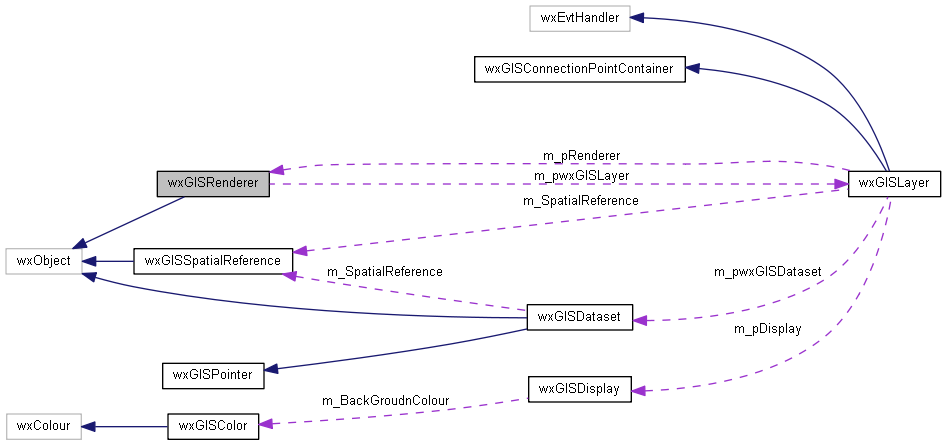 wxEvtHandler
wxGISConnectionPointContainer
m_pRenderer
wxGISRenderer
m_pwxGISLayer
wxGISLayer
m_SpatialReference
wxObject
wxGISSpatialReference
m_SpatialReference
m_pwxGISDataset
wxGISDataset
m_pDisplay
wxGISPointer
wxGISDisplay
m_BackGroudnColour
wxColour
wxGISColor